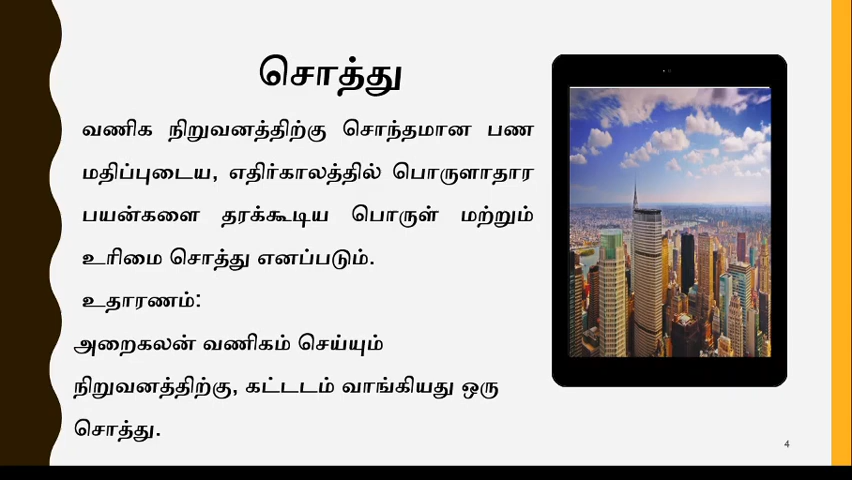 சொத்து
வணிக நிறுவனத்திற்கு சொந்தமான பண
மதிப்புடைய, எதிர்காலத்தில் பொருளாதார
பயன்களை தரக்கூடிய பொருள் மற்றும்
உரிமை சொத்து எனப்படும்.
உதாரணம்:
அறைகலன் வணிகம் செய்யும்
நிறுவனத்திற்கு, கட்டடம் வாங்கியது ஒரு
சொத்து.
4